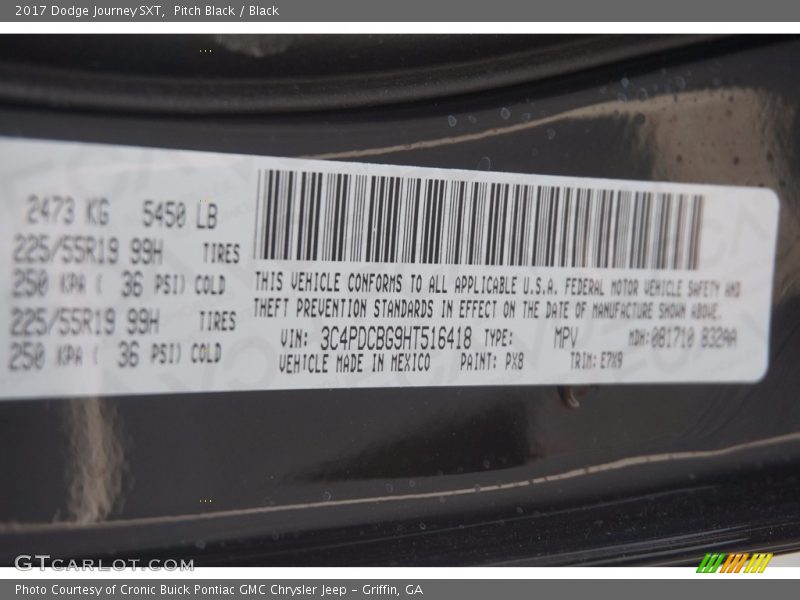 2017 Dodge Journey SXT,  Pitch Black / Black
2473 KG 5450 LB
225/55R19 99H TIRES
250 KPA ( 36 PSI) COLD
225/55R19 99H TIRES
250 KPA ( 36 PSI) COLD
THIS VEHICLE CONFORMS TO ALL APPLICABLE U.S.A. FEDERAL MOTOR VEHICLE SAFETY AND
THEFT PREVENTION STANDARDS IN EFFECT ON THE DATE OF MANUFACTURE SHOWN ABOVE.
VIN: 3C4PDCBG9HT516418 TYPE: MPV MDH: 081710 832AA
VEHICLE MADE IN MEXICO PAINT: PX8 TRIM: E7X9
GTCARLOT.COM
Photo Courtesy of Cronic Buick Pontiac GMC Chrysler Jeep - Griffin, GA